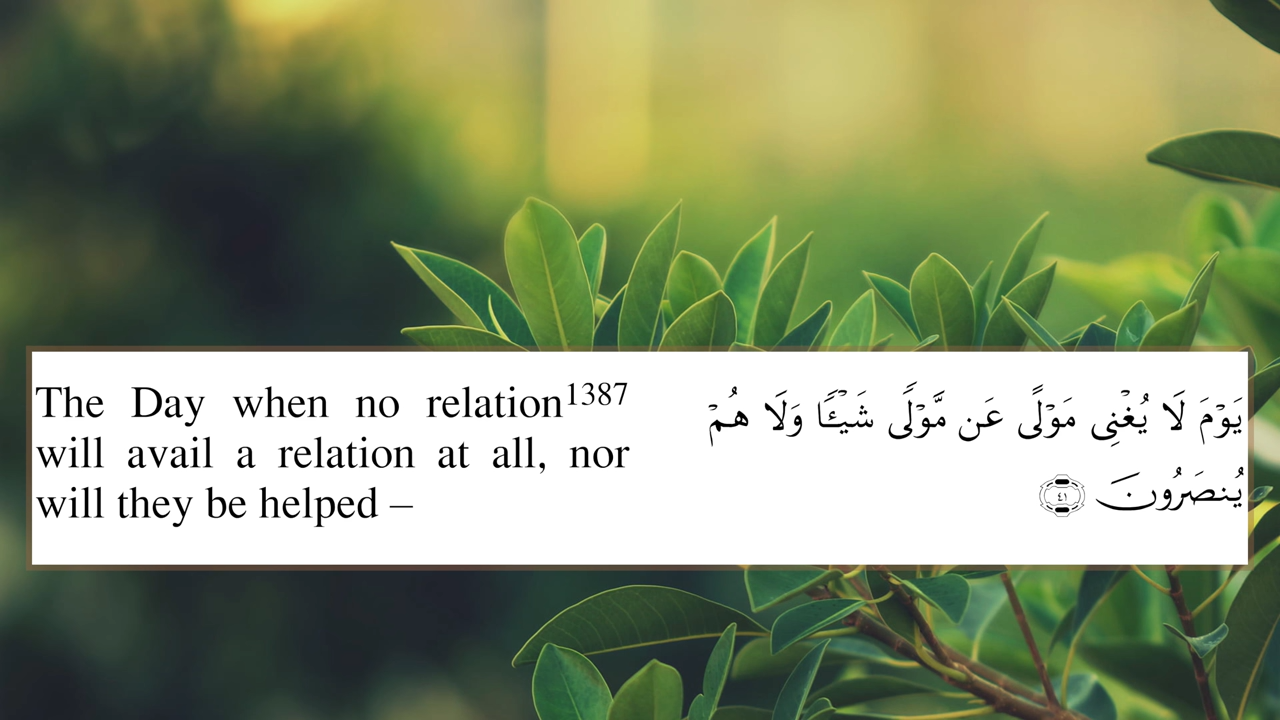 The Day when no relation1387
will avail a relation at all, nor
will they be helped –
يَوْمَ لَا يُغْنِى مَوْلًى عَن مَّوْلًى شَيْـًٔا وَلَا هُمْ
يُنصَرُونَ ٤١